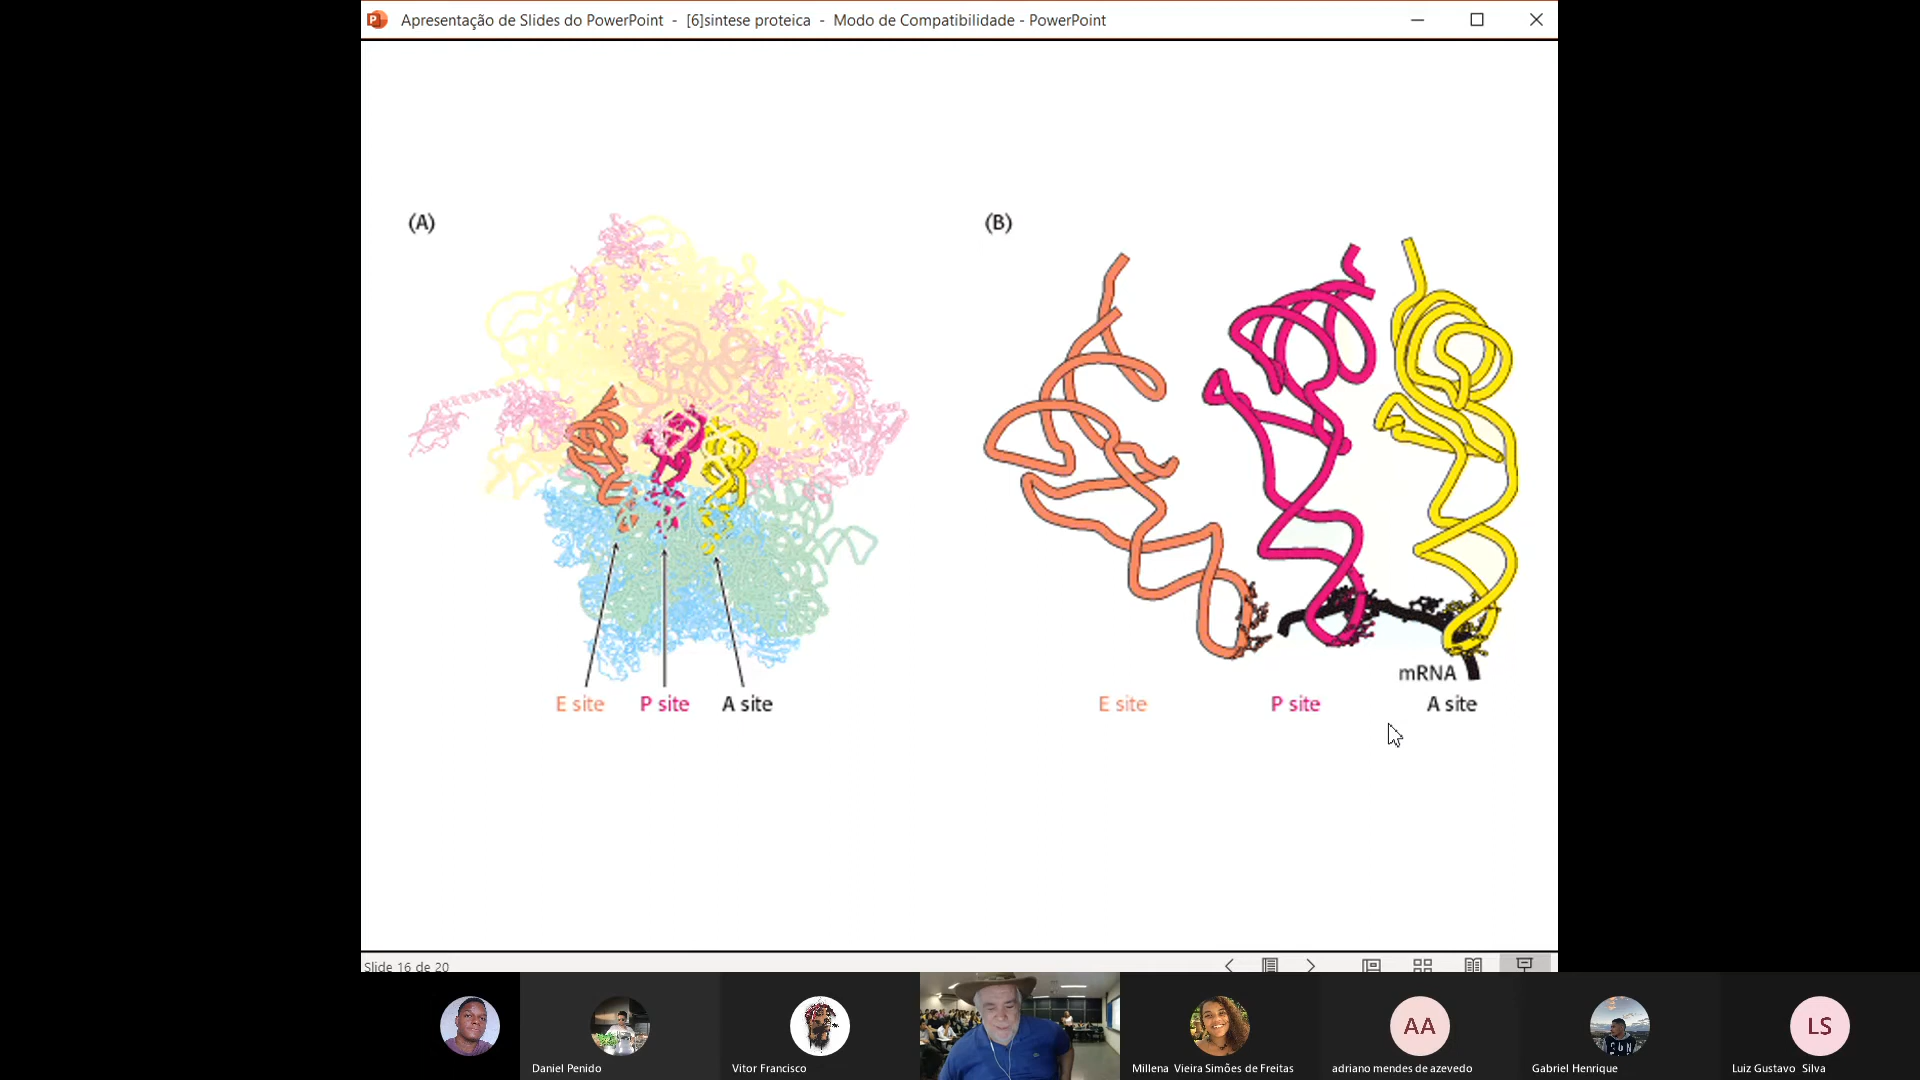 Apresentação de Slides do PowerPoint - [6]sintese proteica - Modo de Compatibilidade - PowerPoint
(A)
(B)
mRNA
E site
P site
A site
E site
P site
A site
Slide 16 de 20
AA
LS
Daniel Penido
Vitor Francisco
Millena Vieira Simões de Freitas
adriano mendes de azevedo
Gabriel Henrique
Luiz Gustavo Silva